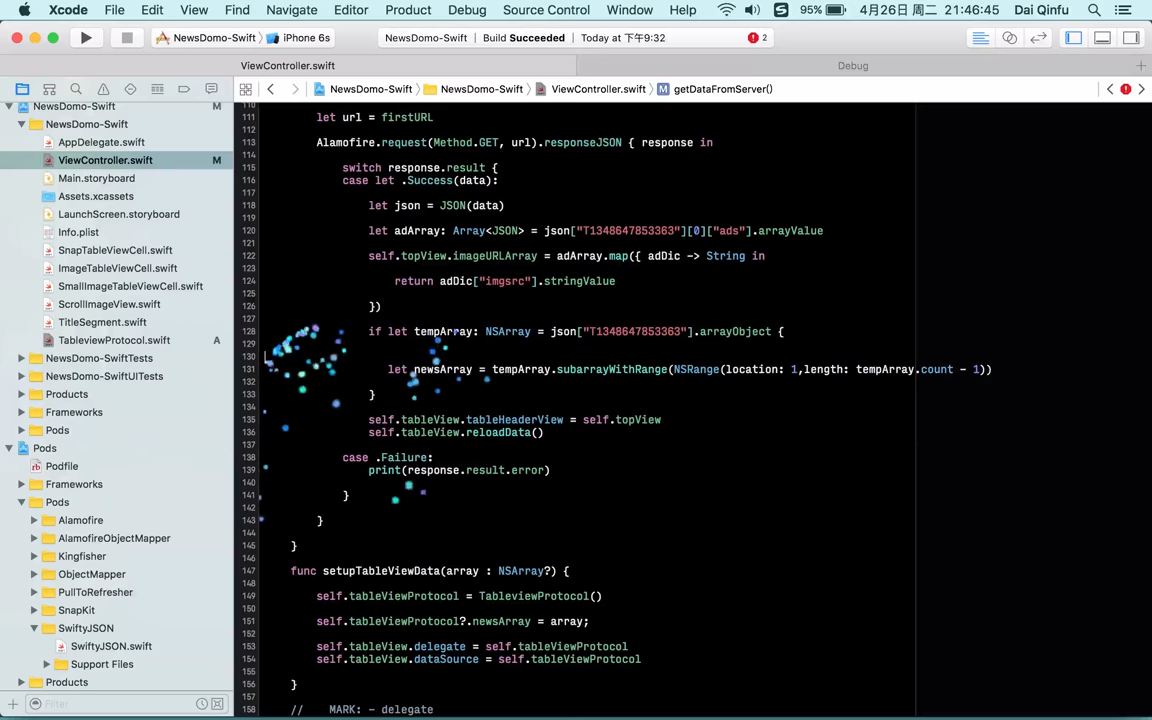 Xcode File Edit View Find Navigate Editor Product Debug Source Control Window Help 95% 4月26日 周二 21:46:45 Dai Qinfu
NewsDomo-Swift iPhone 6s NewsDomo-Swift Build Succeeded Today at 下午9:32 2
ViewController.swift Debug
NewsDomo-Swift NewsDomo-Swift ViewController.swift M getDataFromServer()
NewsDomo-Swift
NewsDomo-Swift
AppDelegate.swift
ViewController.swift M
Main.storyboard
Assets.xcassets
LaunchScreen.storyboard
Info.plist
SnapTableViewCell.swift
ImageTableViewCell.swift
SmallImageTableViewCell.swift
ScrollImageView.swift
TitleSegment.swift
TableviewProtocol.swift A
NewsDomo-SwiftTests
NewsDomo-SwiftUITests
Products
Frameworks
Pods
Pods
Podfile
Frameworks
Pods
Alamofire
AlamofireObjectMapper
Kingfisher
ObjectMapper
PullToRefresher
SnapKit
SwiftyJSON
SwiftyJSON.swift
Support Files
Products
Filter
110
111 let url = firstURL
112
113 Alamofire.request(Method.GET, url).responseJSON { response in
114
115 switch response.result {
116 case let .Success(data):
117
118 let json = JSON(data)
119
120 let adArray: Array<JSON> = json["T1348647853363"][0]["ads"].arrayValue
121
122 self.topView.imageURLArray = adArray.map({ adDic -> String in
123
124 return adDic["imgsrc"].stringValue
125
126 })
127
128 if let tempArray: NSArray = json["T1348647853363"].arrayObject {
129
130
131 let newsArray = tempArray.subarrayWithRange(NSRange(location: 1,length: tempArray.count - 1))
132
133 }
134
135 self.tableView.tableHeaderView = self.topView
136 self.tableView.reloadData()
137
138 case .Failure:
139 print(response.result.error)
140
141 }
142
143 }
144
145 }
146
147 func setupTableViewData(array : NSArray?) {
148
149 self.tableViewProtocol = TableviewProtocol()
150
151 self.tableViewProtocol?.newsArray = array;
152
153 self.tableView.delegate = self.tableViewProtocol
154 self.tableView.dataSource = self.tableViewProtocol
155
156 }
157
158 // MARK: - delegate